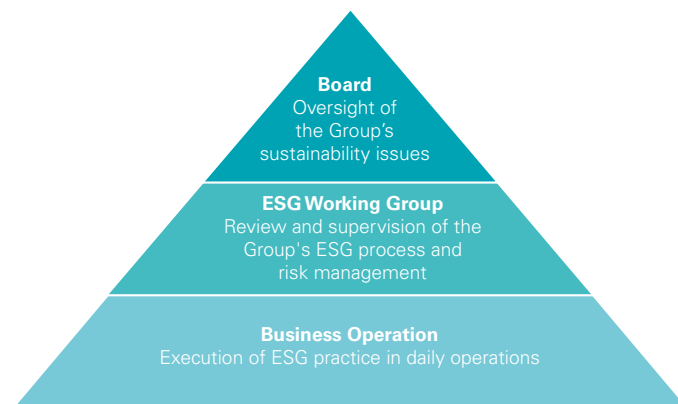 Board
Oversight of
the Group’s
sustainability issues
ESG Working Group
Review and supervision of the
Group's ESG process and
risk management
Business Operation
Execution of ESG practice in daily operations